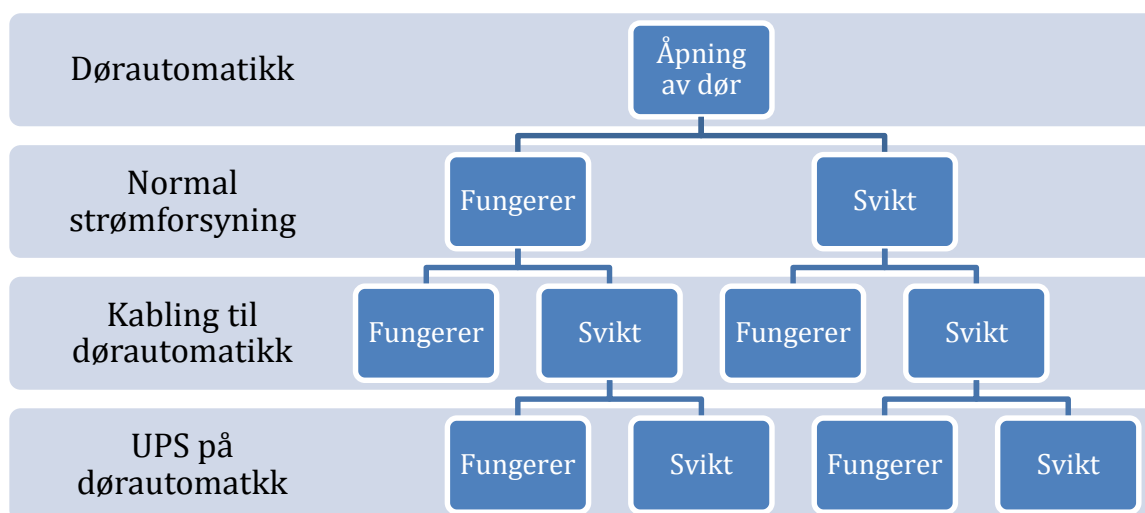 Dørautomatikk
Åpning
av dør
Normal
strømforsyning
Fungerer
Svikt
Kabling til
dørautomatikk
Fungerer
Svikt
Fungerer
Svikt
UPS på
dørautomatkk
Fungerer
Svikt
Fungerer
Svikt